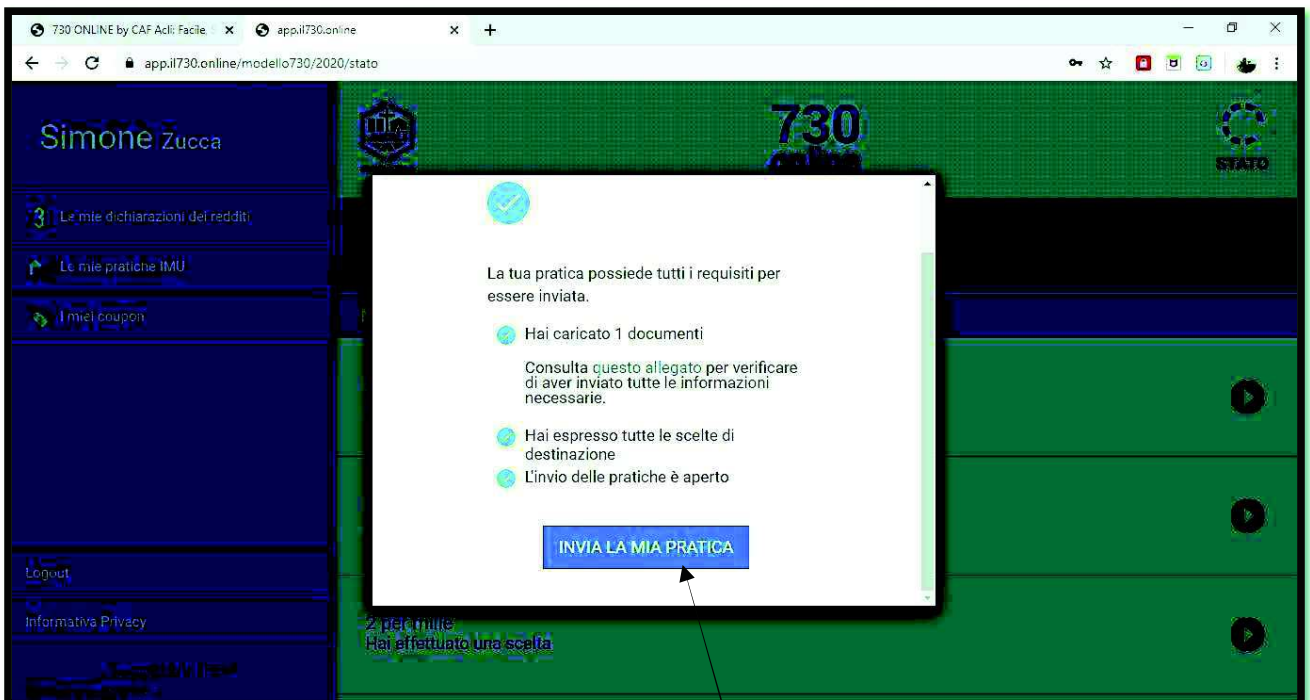 730 ONLINE by CAF Acli: Facile,
app.il730.online
app.il730.online/modello730/2020/stato
Simone Zucca
730
online
STATO
Le mie dichiarazioni dei redditi
Le mie pratiche IMU
I miei coupon
La tua pratica possiede tutti i requisiti per
essere inviata.
Hai caricato 1 documenti
Consulta questo allegato per verificare
di aver inviato tutte le informazioni
necessarie.
Hai espresso tutte le scelte di
destinazione
L'invio delle pratiche è aperto
INVIA LA MIA PRATICA
Logout
Informativa Privacy
2 per mille
Hai effettuato una scelta